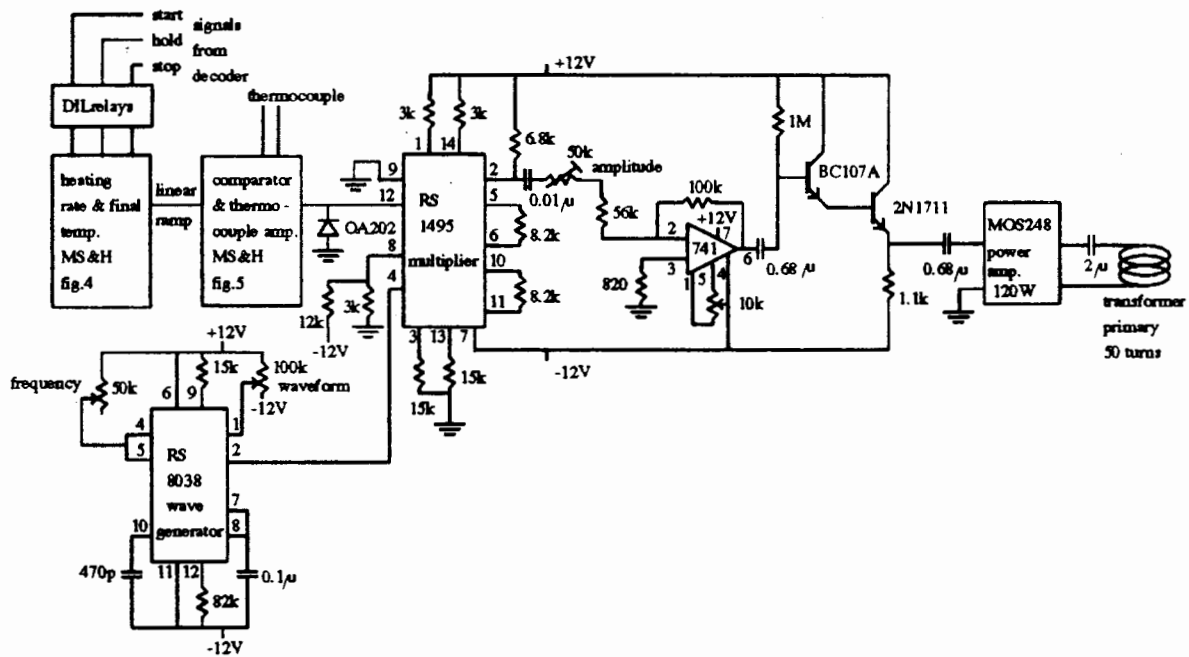 start signals
hold from
stop decoder
DILrelays
thermocouple
heating
rate & final
temp.
MS&H
fig.4
linear
ramp
comparator
& thermo -
couple amp.
MS&H
fig.5
OA202
+12V
3k
3k
1
14
9
12
8
4
RS
1495
multiplier
2
5
6
10
11
3
13
7
6.8k
0.01/u
50k
amplitude
56k
8.2k
8.2k
12k
3k
-12V
15k
15k
-12V
100k
+12V
2
7
741
3
6
1
5
4
820
10k
0.68/u
1M
BC107A
2N1711
0.68/u
1.1k
MOS248
power
amp.
120W
2/u
transformer
primary
50 turns
+12V
frequency
50k
15k
100k
waveform
-12V
6
9
4
5
1
2
RS
8038
wave
generator
7
8
10
11
12
470p
82k
0.1/u
-12V